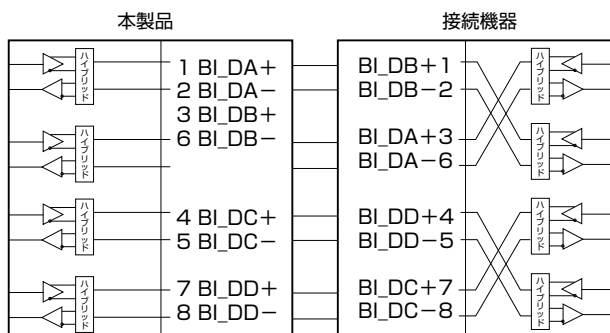 本製品
接続機器
ハイブリッド
1 BI_DA+
2 BI_DA−
3 BI_DB+
6 BI_DB−
ハイブリッド
4 BI_DC+
5 BI_DC−
ハイブリッド
7 BI_DD+
8 BI_DD−
ハイブリッド
BI_DB+1
BI_DB−2
ハイブリッド
BI_DA+3
BI_DA−6
ハイブリッド
BI_DD+4
BI_DD−5
ハイブリッド
BI_DC+7
BI_DC−8
ハイブリッド